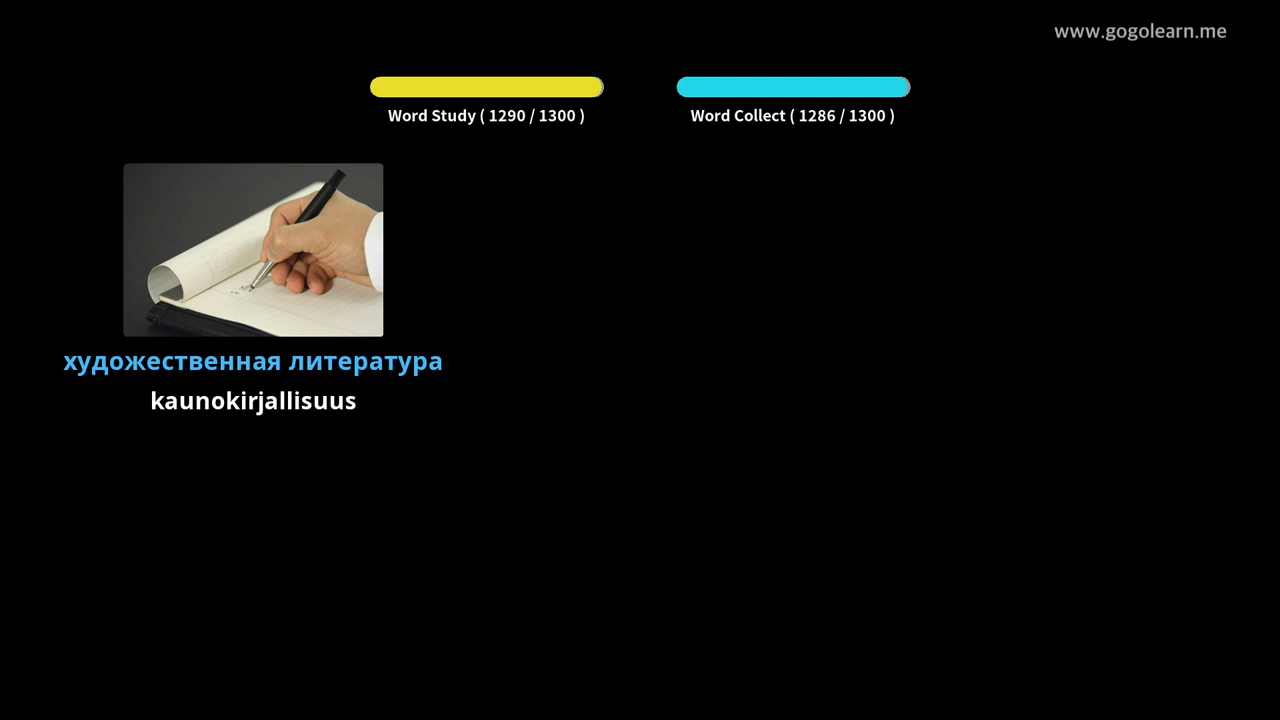 www.gogolearn.me
Word Study ( 1290 / 1300 )
Word Collect ( 1286 / 1300 )
художественная литература
kaunokirjallisuus